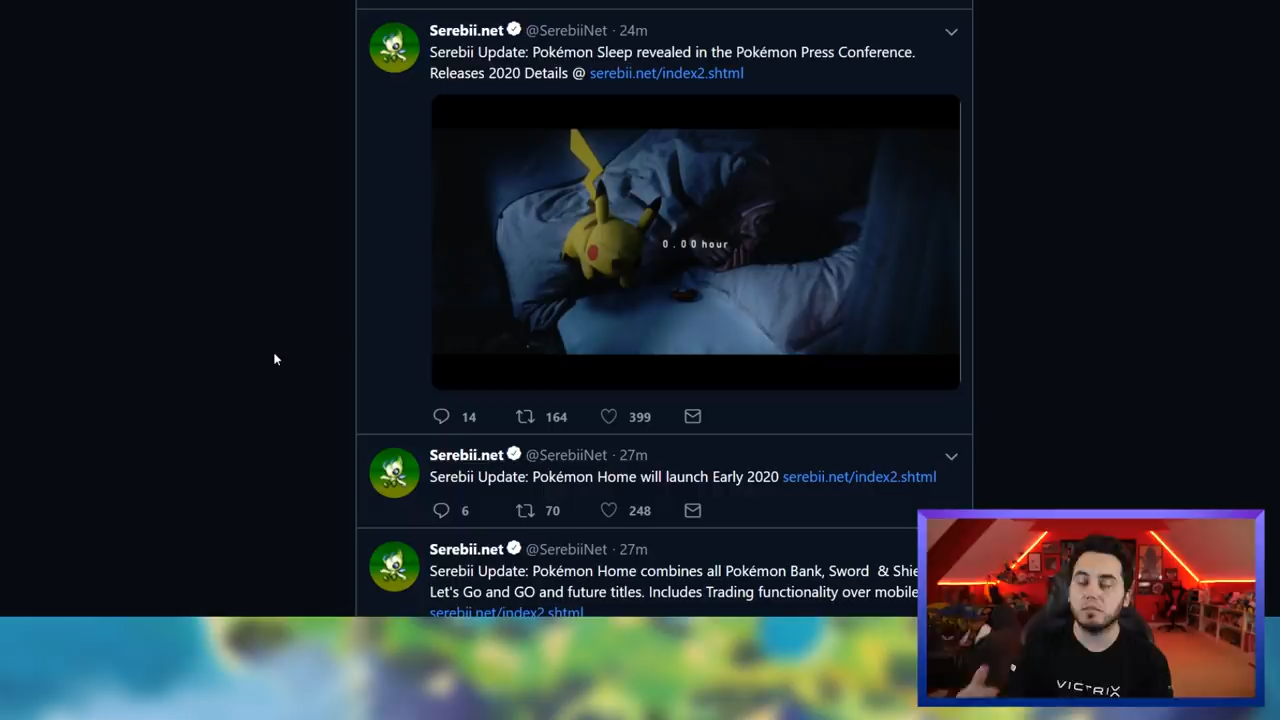 Serebii.net @SerebiiNet · 24m
Serebii Update: Pokémon Sleep revealed in the Pokémon Press Conference.
Releases 2020 Details @ serebii.net/index2.shtml
0.00 hour
14 164 399
Serebii.net @SerebiiNet · 27m
Serebii Update: Pokémon Home will launch Early 2020 serebii.net/index2.shtml
6 70 248
Serebii.net @SerebiiNet · 27m
Serebii Update: Pokémon Home combines all Pokémon Bank, Sword & Shie
Let's Go and GO and future titles. Includes Trading functionality over mobile
serebii.net/index2.shtml
VICTRIX